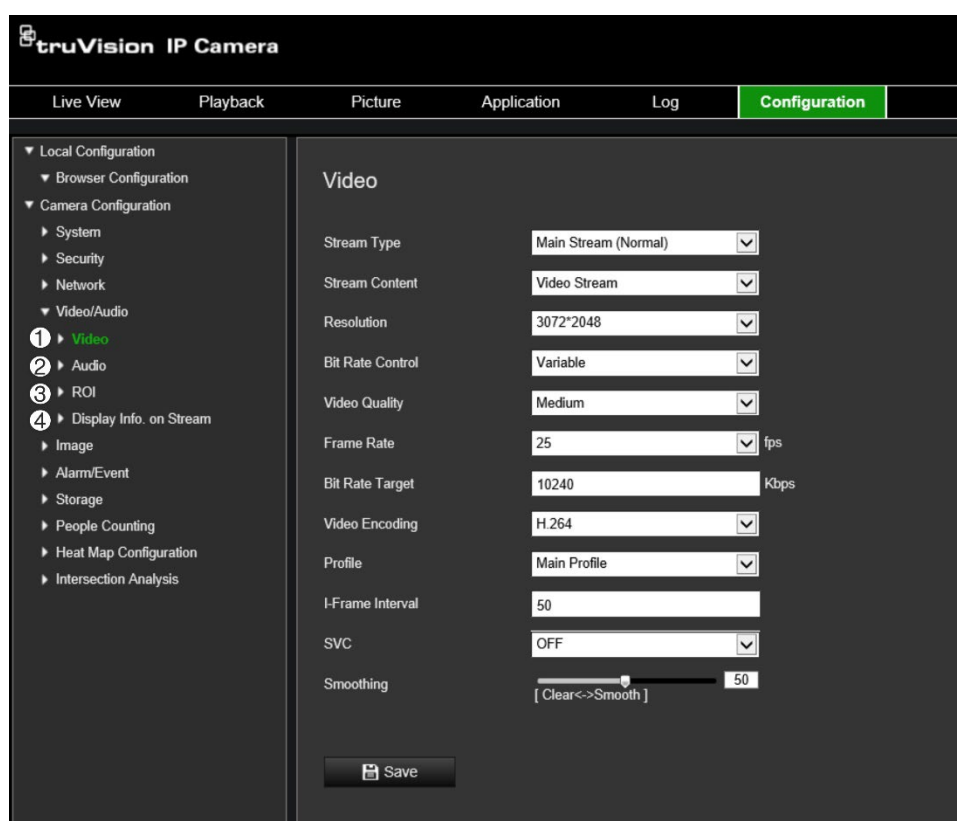 truVision IP Camera
Live View Playback Picture Application Log Configuration
Local Configuration
Browser Configuration
Camera Configuration
System
Security
Network
Video/Audio
1 Video
2 Audio
3 ROI
4 Display Info. on Stream
Image
Alarm/Event
Storage
People Counting
Heat Map Configuration
Intersection Analysis
Video
Stream Type Main Stream (Normal)
Stream Content Video Stream
Resolution 3072*2048
Bit Rate Control Variable
Video Quality Medium
Frame Rate 25 fps
Bit Rate Target 10240 Kbps
Video Encoding H.264
Profile Main Profile
I-Frame Interval 50
SVC OFF
Smoothing 50
[ Clear<->Smooth ]
Save